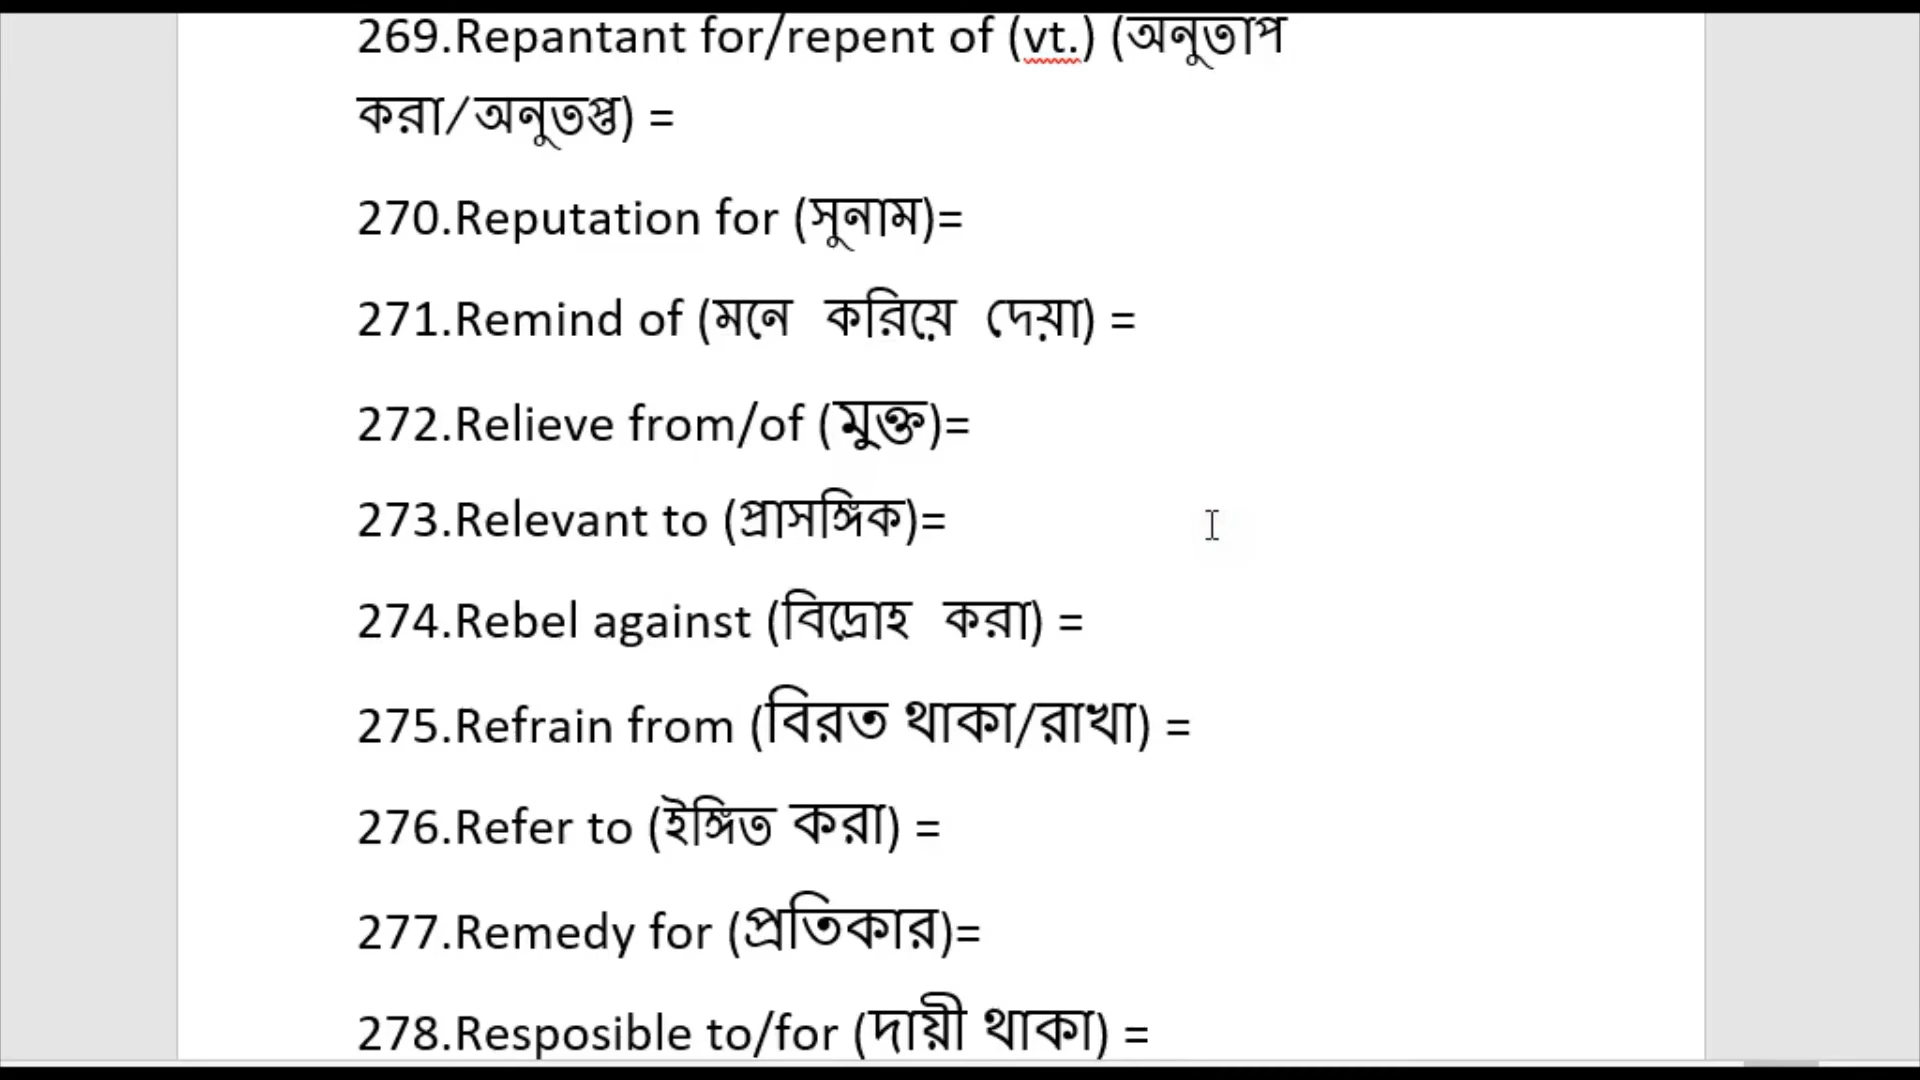 269.Repantant for/repent of (vt.) (অনুতাপ
করা/অনুতপ্ত) =
270.Reputation for (সুনাম)=
271.Remind of (মনে করিয়ে দেয়া) =
272.Relieve from/of (মুক্ত)=
273.Relevant to (প্রাসঙ্গিক)=
274.Rebel against (বিদ্রোহ করা) =
275.Refrain from (বিরত থাকা/রাখা) =
276.Refer to (ইঙ্গিত করা) =
277.Remedy for (প্রতিকার)=
278.Resposible to/for (দায়ী থাকা) =